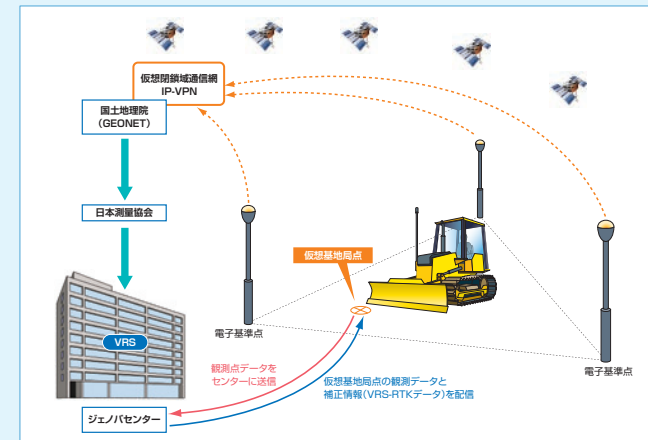 仮想閉鎖域通信網
IP-VPN
国土地理院
(GEONET)
日本測量協会
仮想基地局点
電子基準点
電子基準点
VRS
観測点データを
センターに送信
仮想基地局点の観測データと
補正情報(VRS-RTKデータ)を配信
ジェノバセンター